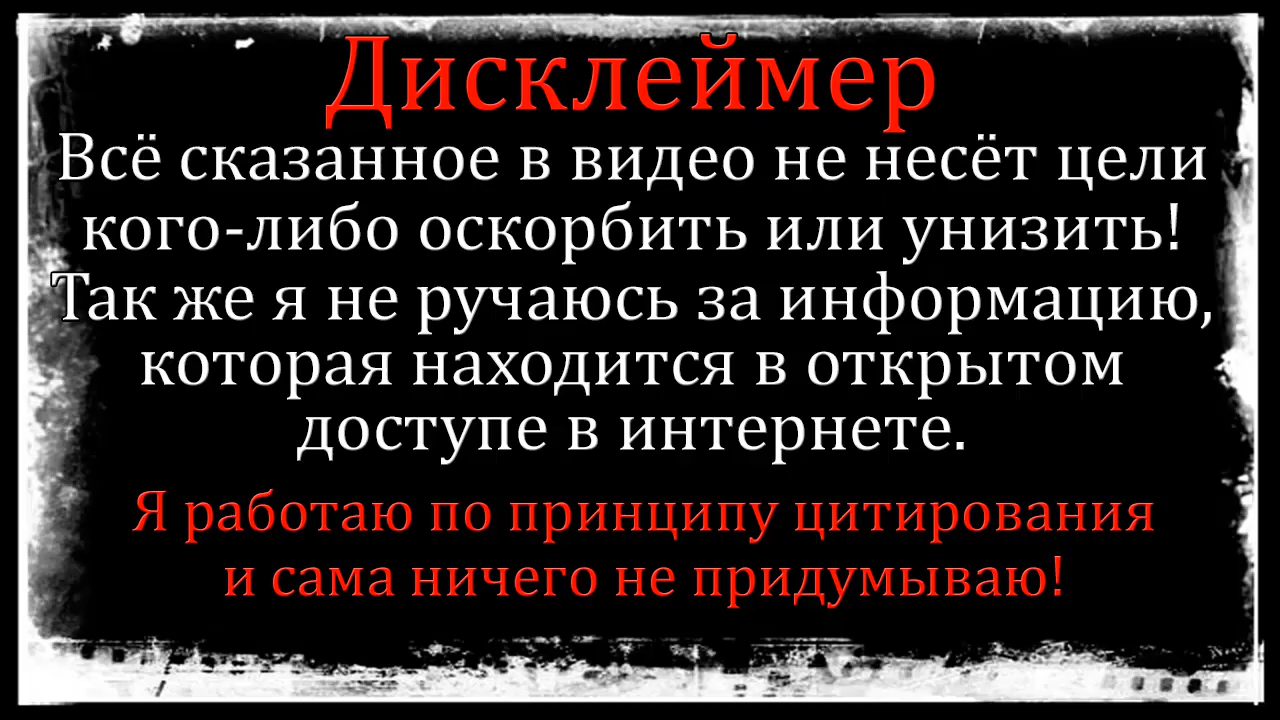 Дисклеймер
Всё сказанное в видео не несёт цели
кого-либо оскорбить или унизить!
Так же я не ручаюсь за информацию,
которая находится в открытом
доступе в интернете.
Я работаю по принципу цитирования
и сама ничего не придумываю!